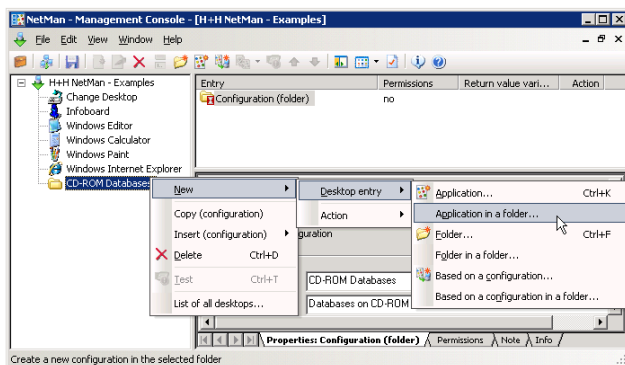 NetMan - Management Console - [H+H NetMan - Examples]
File Edit View Window Help
H+H NetMan - Examples
Change Desktop
Infoboard
Windows Editor
Windows Calculator
Windows Paint
Windows Internet Explorer
CD-ROM Databases
Entry Permissions Return value vari... Action
Configuration (folder) no
New
Copy (configuration)
Insert (configuration)
Delete Ctrl+D
Test Ctrl+T
List of all desktops...
Desktop entry
Action
Application... Ctrl+K
Application in a folder...
Folder... Ctrl+F
Folder in a folder...
Based on a configuration...
Based on a configuration in a folder...
guration
CD-ROM Databases
Databases on CD-ROM
Properties: Configuration (folder) Permissions Note Info
Create a new configuration in the selected folder